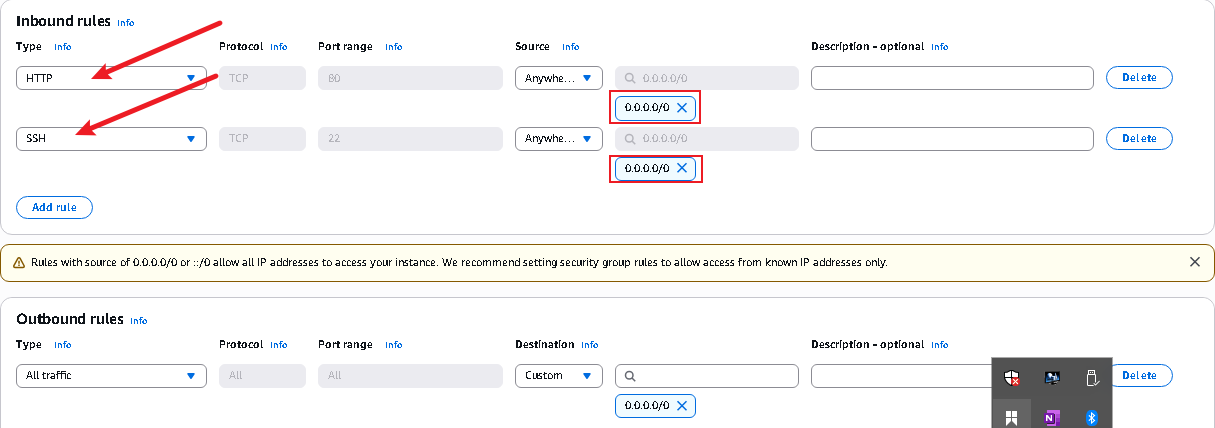 Inbound rules Info
Type Info Protocol Info Port range Info Source Info Description - optional Info
HTTP TCP 80 Anywhe... 0.0.0.0/0 Delete
0.0.0.0/0
SSH TCP 22 Anywhe... 0.0.0.0/0 Delete
0.0.0.0/0
Add rule
Rules with source of 0.0.0.0/0 or ::/0 allow all IP addresses to access your instance. We recommend setting security group rules to allow access from known IP addresses only.
Outbound rules Info
Type Info Protocol Info Port range Info Destination Info Description - optional Info
All traffic All All Custom Delete
0.0.0.0/0
N